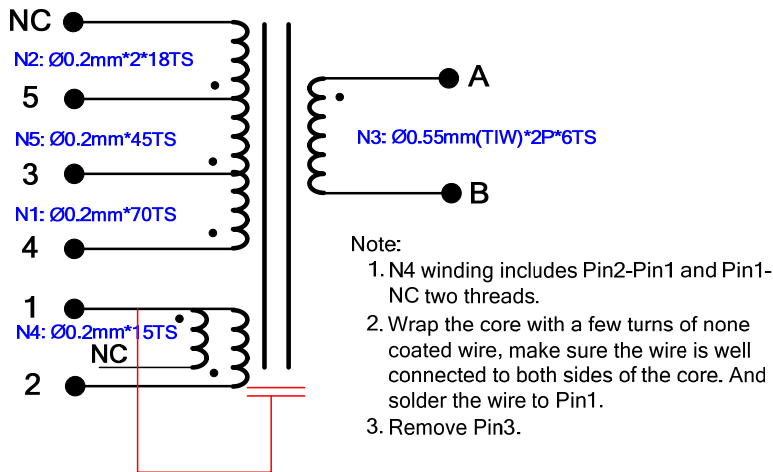 NC
N2: Ø0.2mm*2*18TS
5
N5: Ø0.2mm*45TS
3
N1: Ø0.2mm*70TS
4
1
N4: Ø0.2mm*15TS
NC
2
A
N3: Ø0.55mm(TIW)*2P*6TS
B
Note:
1. N4 winding includes Pin2-Pin1 and Pin1-
NC two threads.
2. Wrap the core with a few turns of none
coated wire, make sure the wire is well
connected to both sides of the core. And
solder the wire to Pin1.
3. Remove Pin3.